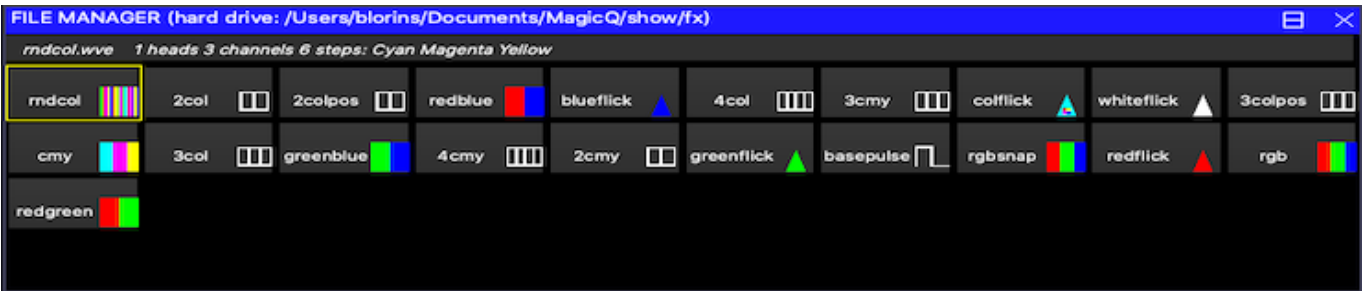 FILE MANAGER (hard drive: /Users/blorins/Documents/MagicQ/show/fx)
rndcol.wve 1 heads 3 channels 6 steps: Cyan Magenta Yellow
rndcol 2col 2colpos redblue blueflick 4col 3cmy colflick whiteflick 3colpos
cmy 3col greenblue 4cmy 2cmy greenflick basepulse rgbsnap redflick rgb
redgreen